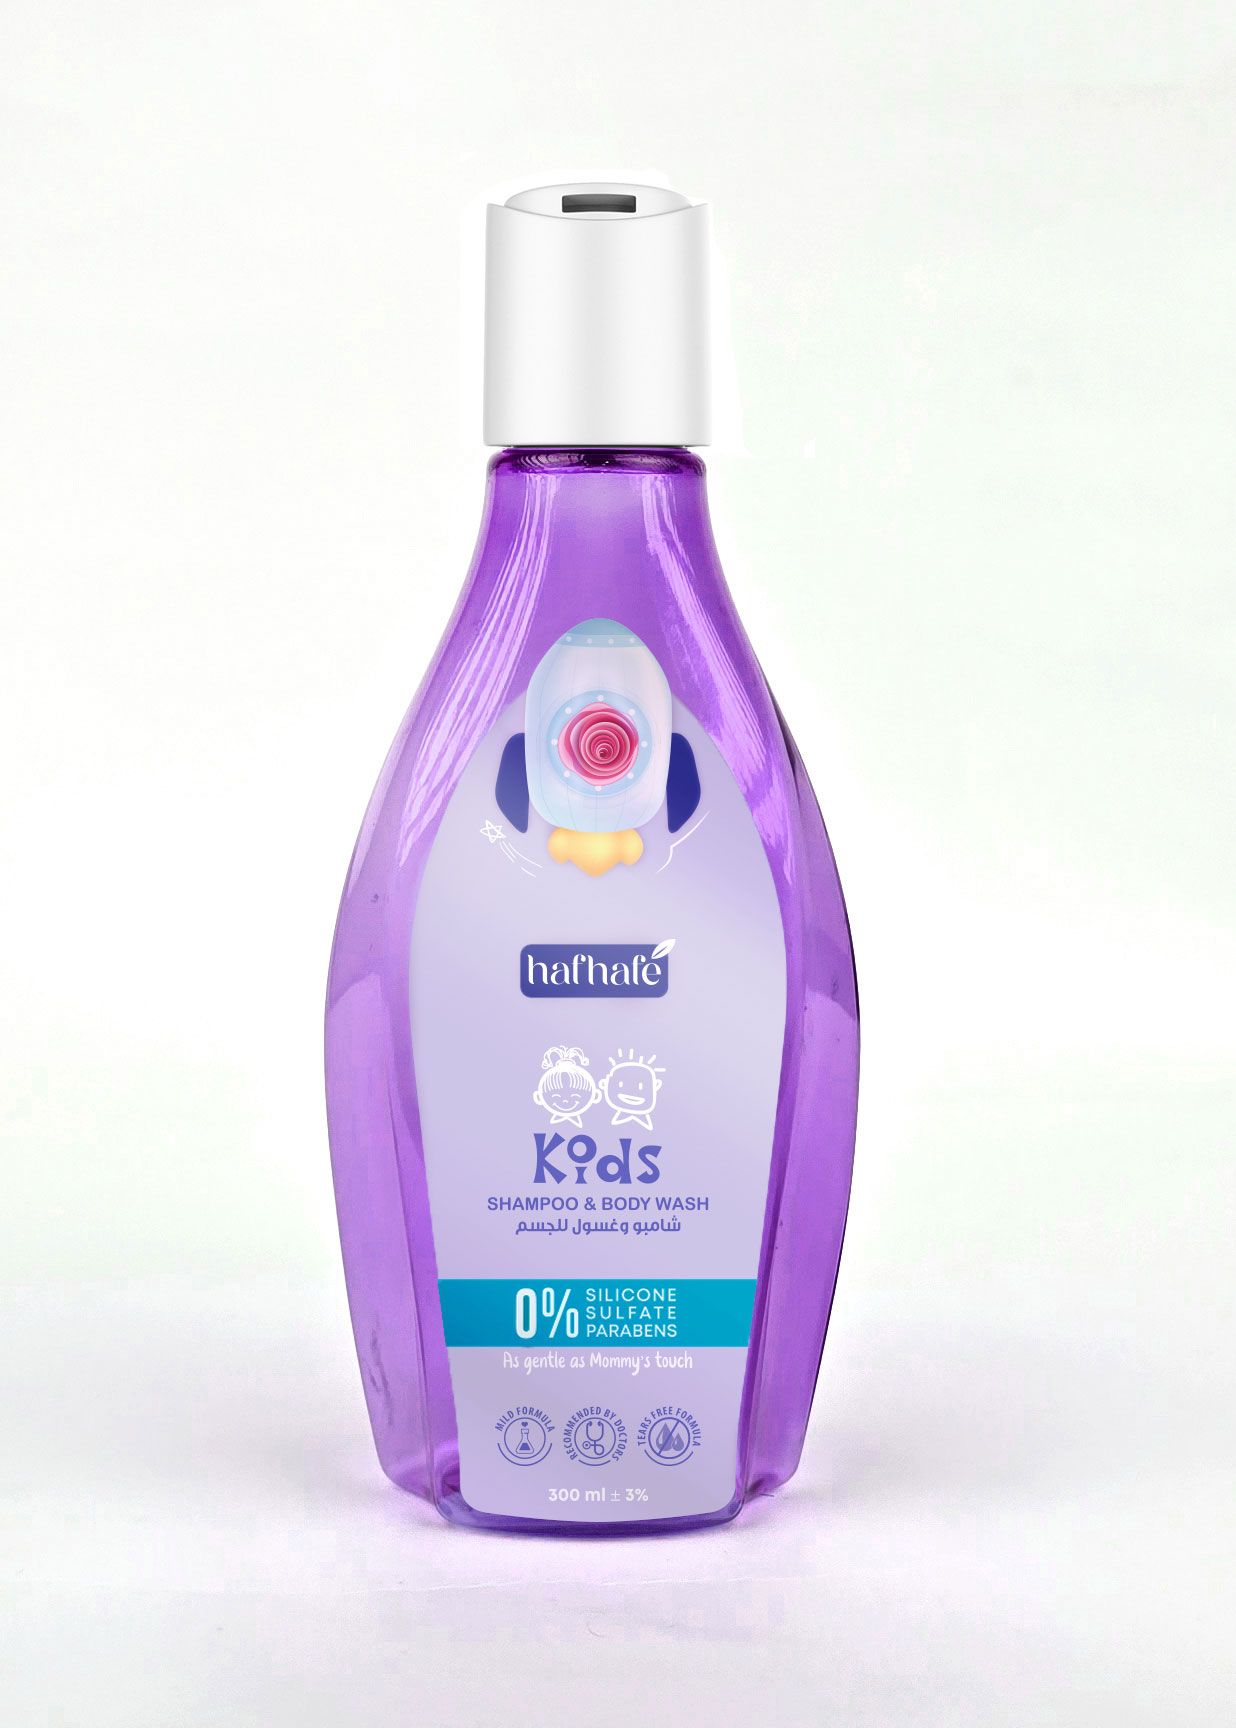 hafhafé
Kids
SHAMPOO & BODY WASH
شامبو وغسول للجسم
0% SILICONE
SULFATE
PARABENS
As gentle as Mommy's touch
MILD FORMULA
RECOMMENDED BY DOCTORS
TEARS FREE FORMULA
300 ml ± 3%